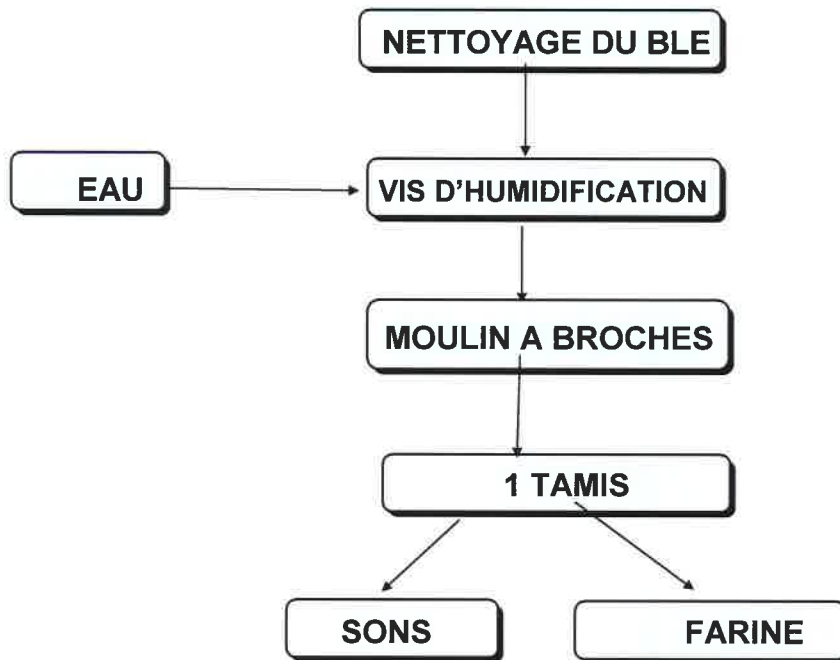 NETTOYAGE DU BLE
EAU
VIS D'HUMIDIFICATION
MOULIN A BROCHES
1 TAMIS
SONS
FARINE